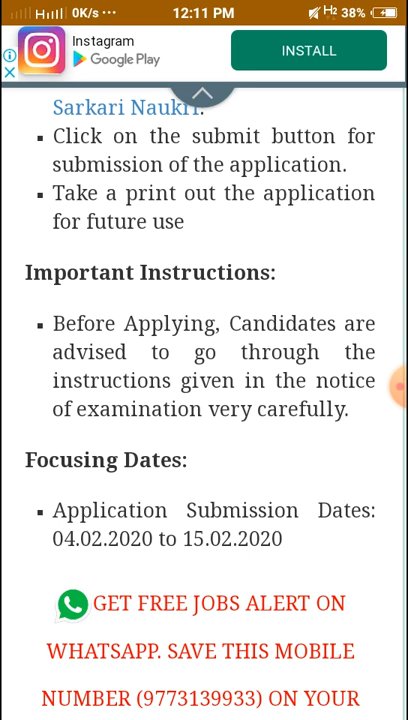 0K/s ••• 12:11 PM H2 38%
Instagram
Google Play
INSTALL
Sarkari Naukri.
▪ Click on the submit button for
submission of the application.
▪ Take a print out the application
for future use
Important Instructions:
▪ Before Applying, Candidates are
advised to go through the
instructions given in the notice
of examination very carefully.
Focusing Dates:
▪ Application Submission Dates:
04.02.2020 to 15.02.2020
GET FREE JOBS ALERT ON
WHATSAPP. SAVE THIS MOBILE
NUMBER (9773139933) ON YOUR